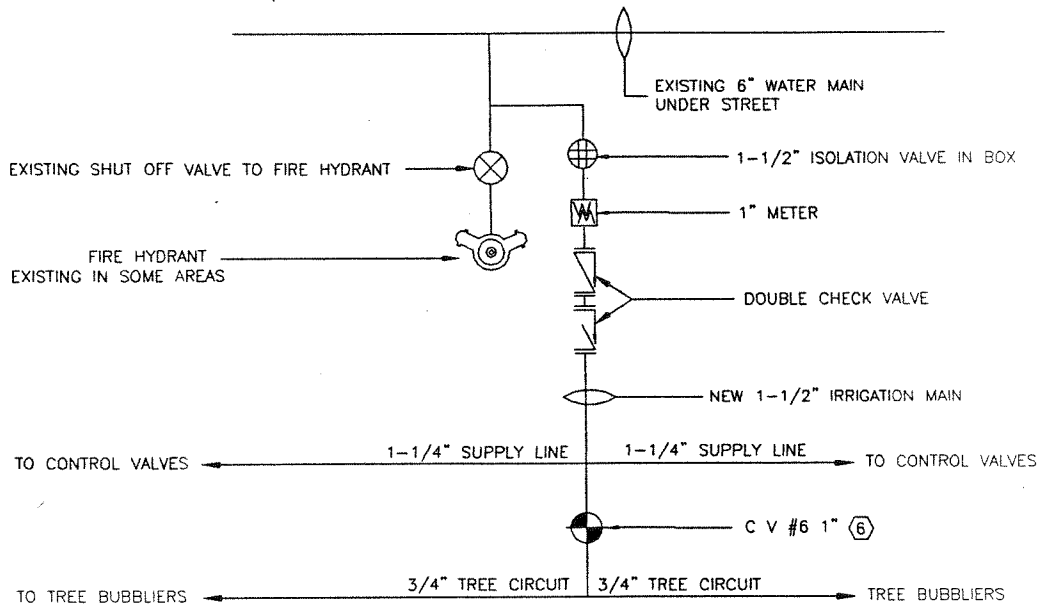 EXISTING 6" WATER MAIN
UNDER STREET
EXISTING SHUT OFF VALVE TO FIRE HYDRANT
1-1/2" ISOLATION VALVE IN BOX
1" METER
FIRE HYDRANT
EXISTING IN SOME AREAS
DOUBLE CHECK VALVE
NEW 1-1/2" IRRIGATION MAIN
1-1/4" SUPPLY LINE
1-1/4" SUPPLY LINE
TO CONTROL VALVES
TO CONTROL VALVES
C V #6 1" 6
3/4" TREE CIRCUIT
3/4" TREE CIRCUIT
TO TREE BUBBLIERS
TREE BUBBLIERS